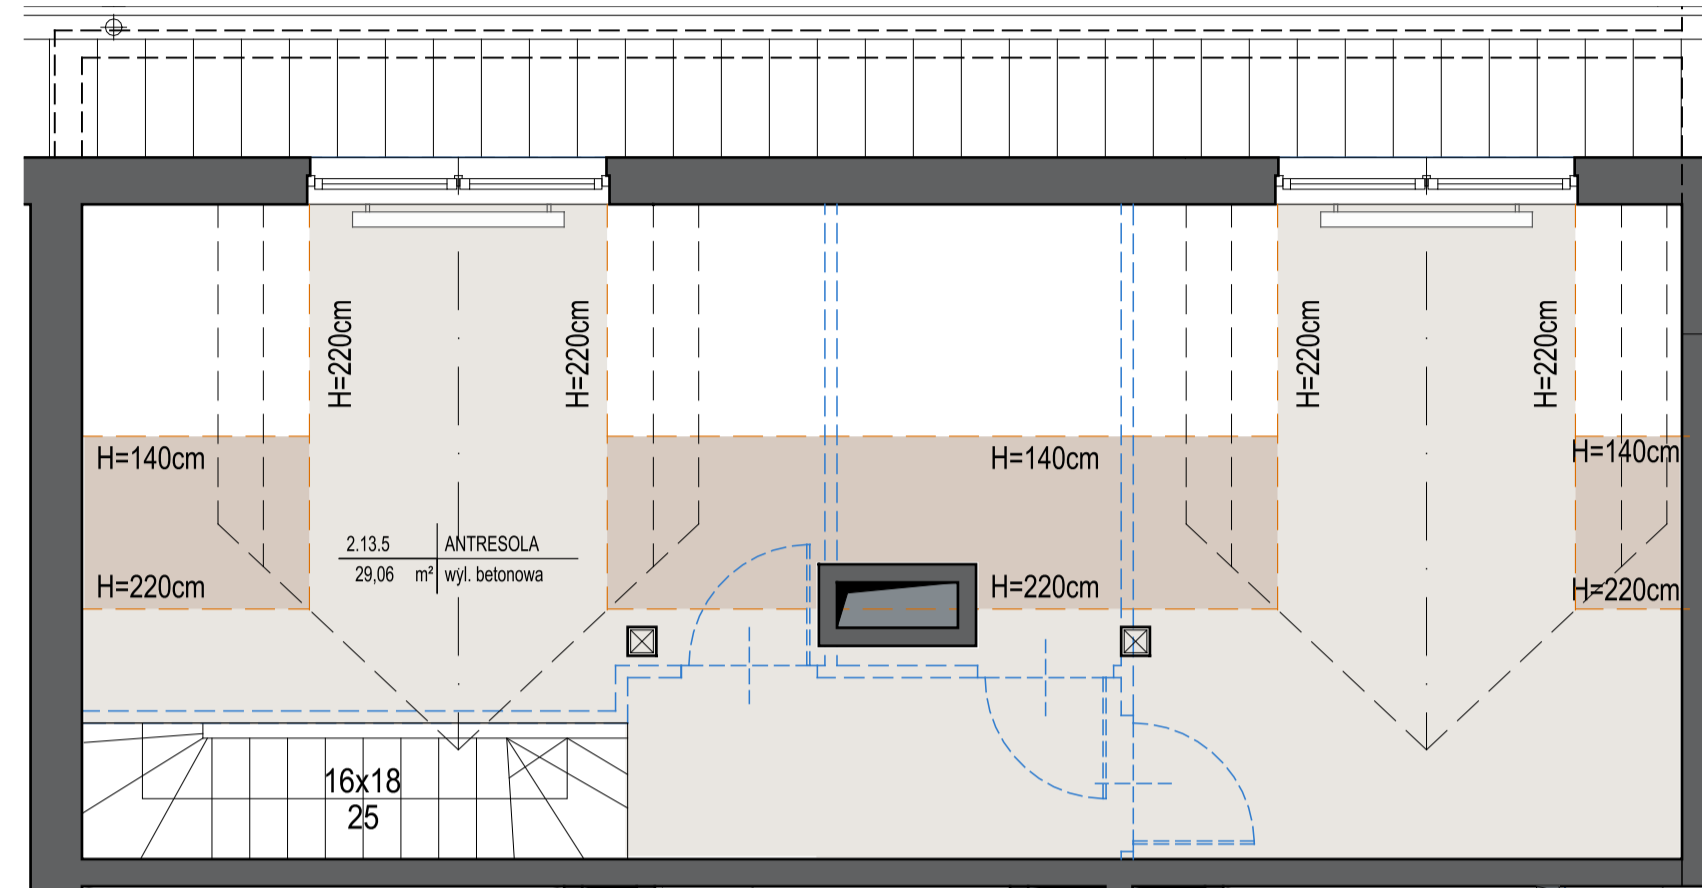 H=220cm
H=220cm
H=220cm
H=220cm
H=140cm
H=140cm
H=140cm
2.13.5 ANTRESOLA
29,06 m² wyl. betonowa
H=220cm
H=220cm
H=220cm
16x18
25